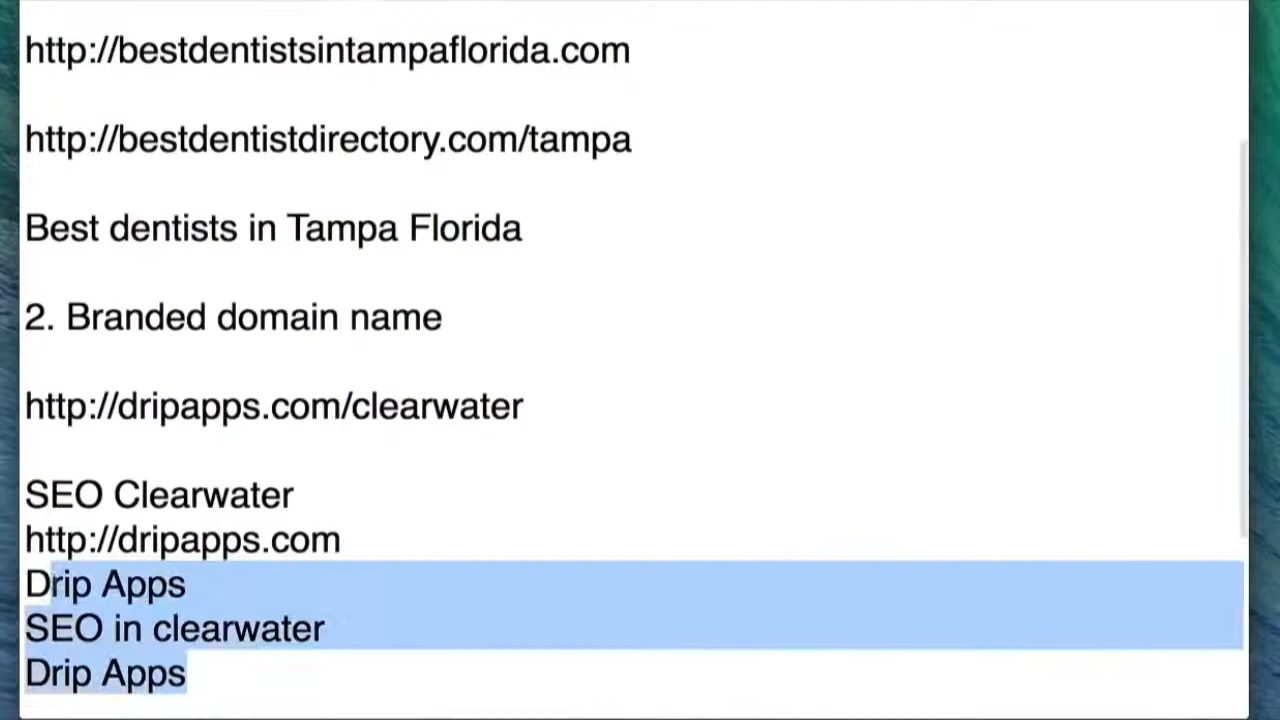 http://bestdentistsintampaflorida.com
http://bestdentistdirectory.com/tampa
Best dentists in Tampa Florida
2. Branded domain name
http://dripapps.com/clearwater
SEO Clearwater
http://dripapps.com
Drip Apps
SEO in clearwater
Drip Apps